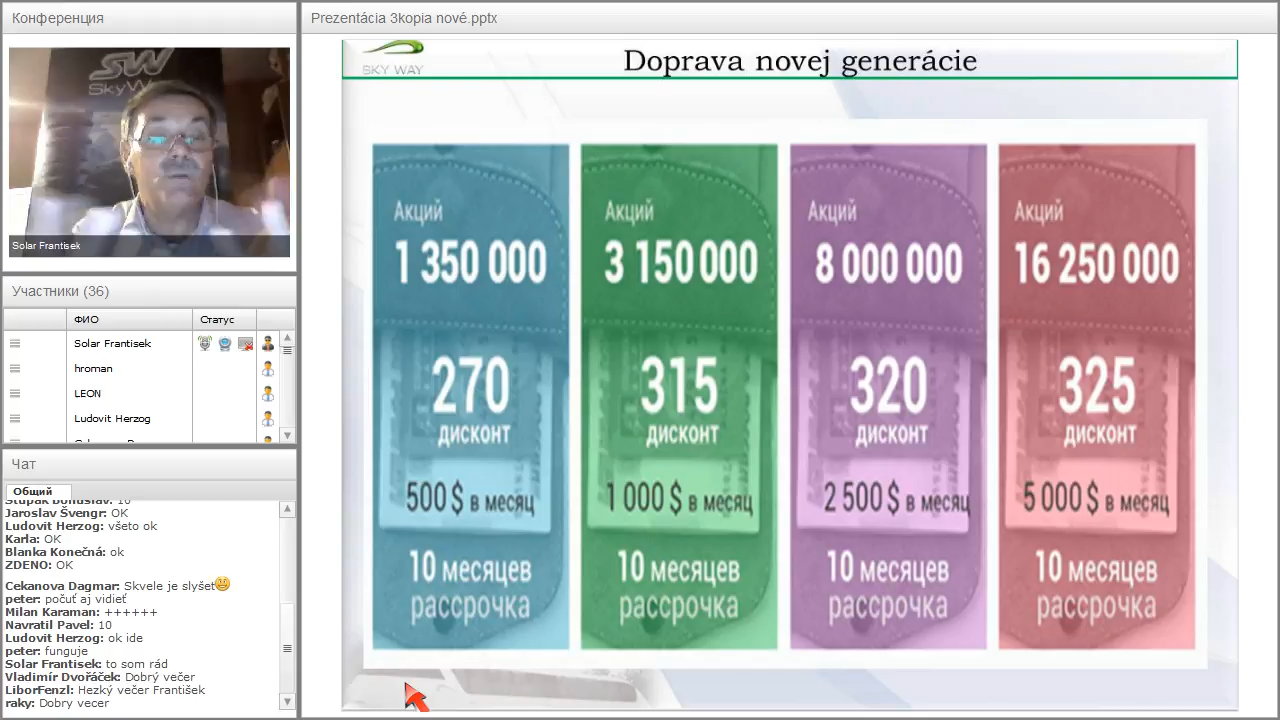 Конференция
SW
SkyW
Solar Frantisek
Участники (36)
ФИО
Статус
Solar Frantisek
hroman
LEON
Ludovit Herzog
Чат
Общий
Stupak Bohuslav: 10
Jaroslav Švengr: OK
Ludovit Herzog: všeto ok
Karla: OK
Blanka Konečná: ok
ZDENO: OK
Cekanova Dagmar: Skvele je slyšet
peter: počuť aj vidieť
Milan Karaman: ++++++
Navratil Pavel: 10
Ludovit Herzog: ok ide
peter: funguje
Solar Frantisek: to som rád
Vladimír Dvořáček: Dobrý večer
LiborFenzl: Hezký večer František
raky: Dobry vecer
Prezentácia 3kopia nové.pptx
SKY WAY
Doprava novej generácie
Акций
1 350 000
270
дисконт
500 $ в месяц
10 месяцев
рассрочка
Акций
3 150 000
315
дисконт
1 000 $ в месяц
10 месяцев
рассрочка
Акций
8 000 000
320
дисконт
2 500 $ в месяц
10 месяцев
рассрочка
Акций
16 250 000
325
дисконт
5 000 $ в месяц
10 месяцев
рассрочка